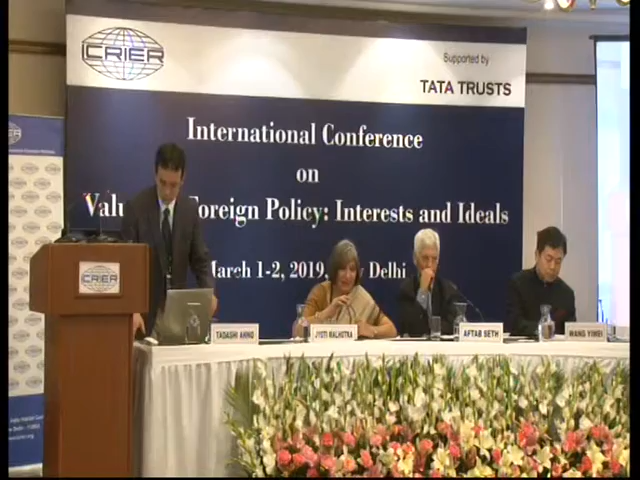 ICRIER
Supported by
TATA TRUSTS
International Conference
on
Foreign Policy: Interests and Ideals
March 1-2, 2019, Delhi
ICRIER
TADASHI ANNO
JYOTI MALHOTRA
AFTAB SETH
WANG YIWEI